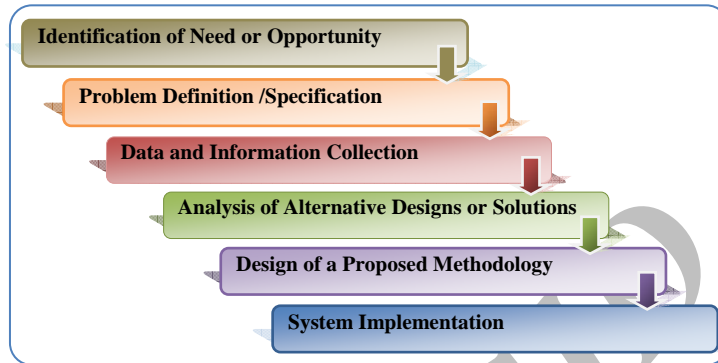 Identification of Need or Opportunity
Problem Definition /Specification
Data and Information Collection
Analysis of Alternative Designs or Solutions
Design of a Proposed Methodology
System Implementation